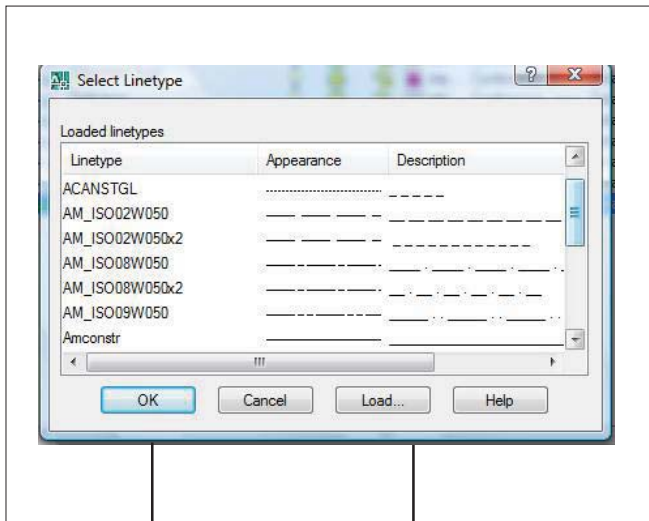 Select Linetype
Loaded linetypes
Linetype Appearance Description
ACANSTGL
AM_ISO02W050
AM_ISO02W050x2
AM_ISO08W050
AM_ISO08W050x2
AM_ISO09W050
Amconstr
OK Cancel Load... Help